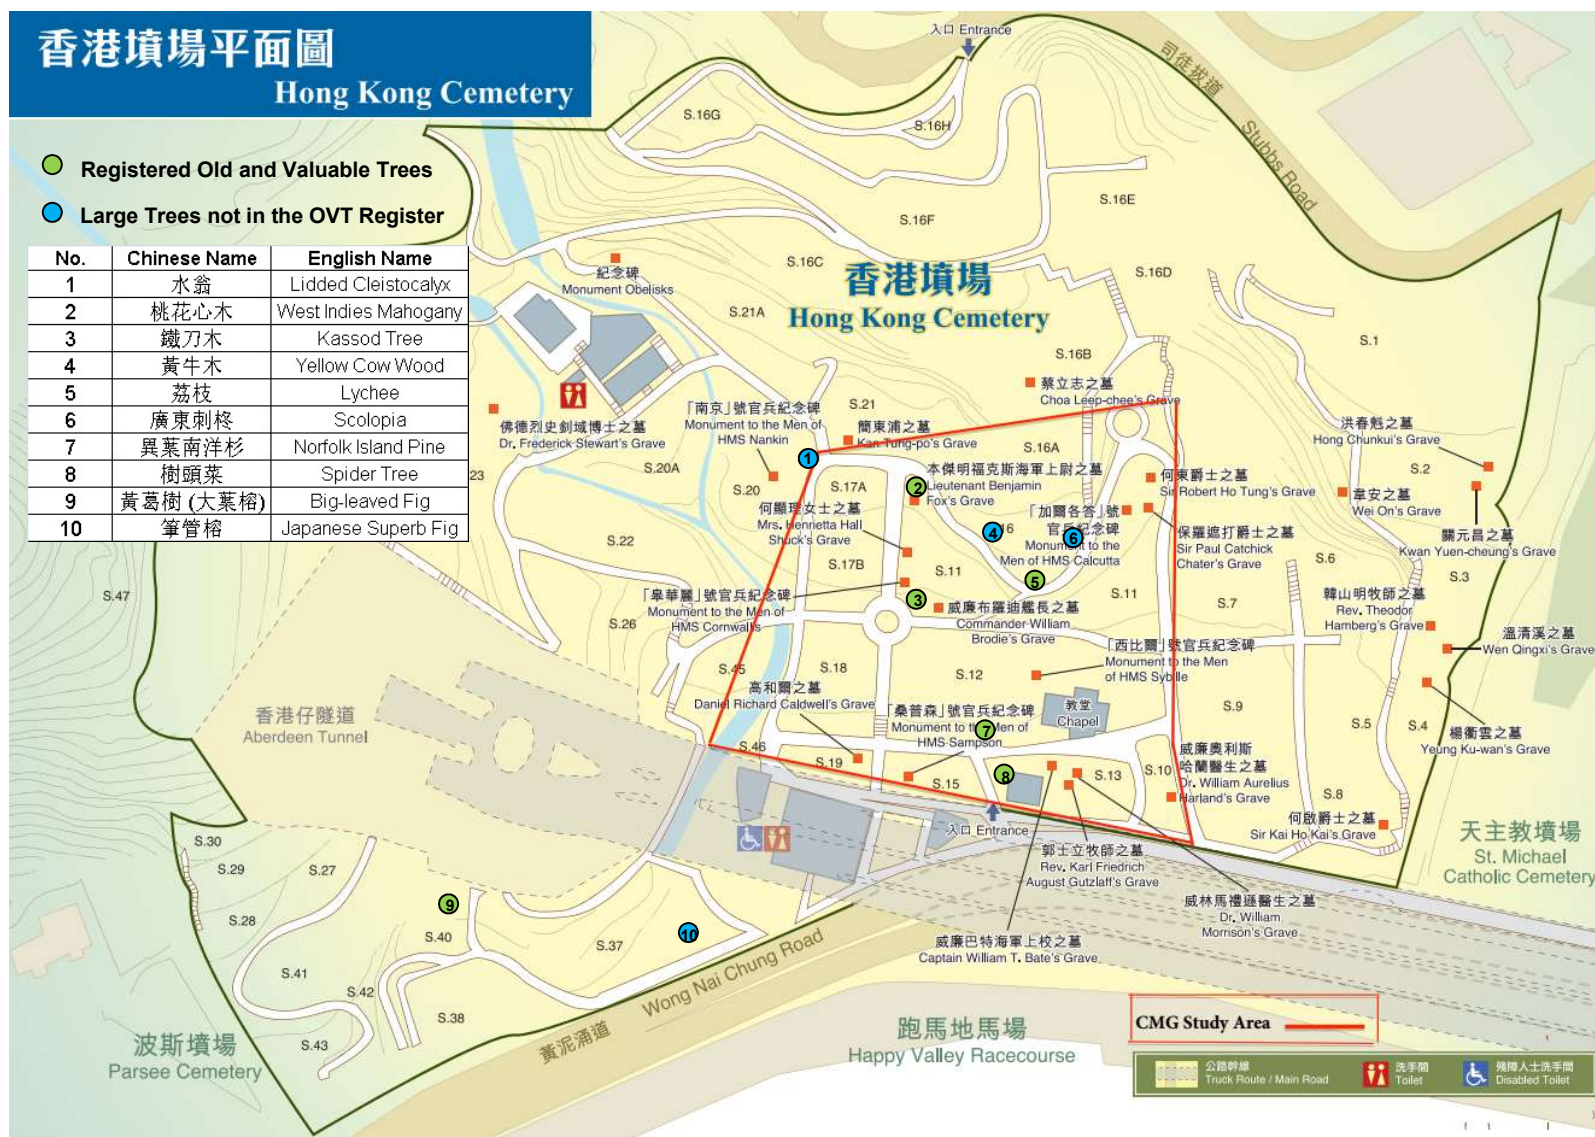 香港墳場平面圖
Hong Kong Cemetery
Registered Old and Valuable Trees
Large Trees not in the OVT Register
No. Chinese Name English Name
1 水翁 Lidded Cleistocalyx
2 桃花心木 West Indies Mahogany
3 鐵刀木 Kassod Tree
4 黃牛木 Yellow Cow Wood
5 荔枝 Lychee
6 廣東刺柊 Scolopia
7 異葉南洋杉 Norfolk Island Pine
8 樹頭菜 Spider Tree
9 黃葛樹 (大葉榕) Big-leaved Fig
10 筆管榕 Japanese Superb Fig
入口 Entrance
司徒拔道
Stubbs Road
S.16G
S.16H
S.16E
S.16F
S.16C
S.16D
紀念碑
Monument Obelisks
香港墳場
Hong Kong Cemetery
S.21A
S.1
S.16B
蔡立志之墓
Choa Leep-chee's Grave
佛德烈史釗域博士之墓
Dr. Frederick Stewart's Grave
「南京」號官兵紀念碑
Monument to the Men of
HMS Nankin
S.21
簡東浦之墓
Kan Tung-po's Grave
S.16A
洪春魁之墓
Hong Chunkui's Grave
S.2
23
S.20A
1
S.20
S.17A
2
本傑明福克斯海軍上尉之墓
Lieutenant Benjamin
Fox's Grave
何東爵士之墓
Sir Robert Ho Tung's Grave
韋安之墓
Wei On's Grave
何顯理女士之墓
Mrs. Henrietta Hall
Shuck's Grave
4
16
「加爾各答」號
官兵紀念碑
Monument to the
Men of HMS Calcutta
6
保羅遮打爵士之墓
Sir Paul Catchick
Chater's Grave
關元昌之墓
Kwan Yuen-cheung's Grave
S.22
S.17B
S.11
5
S.11
S.6
S.3
S.47
「皋華麗」號官兵紀念碑
Monument to the Men of
HMS Cornwallis
3
威廉布羅迪艦長之墓
Commander William
Brodie's Grave
S.7
韓山明牧師之墓
Rev. Theodor
Hamberg's Grave
S.26
溫清溪之墓
Wen Qingxi's Grave
S.45
S.18
S.12
「西比爾」號官兵紀念碑
Monument to the Men
of HMS Sybille
高和爾之墓
Daniel Richard Caldwell's Grave
「桑普森」號官兵紀念碑
Monument to the Men of
HMS Sampson
7
教堂
Chapel
S.9
S.5
S.4
楊衢雲之墓
Yeung Ku-wan's Grave
香港仔隧道
Aberdeen Tunnel
S.46
S.19
S.15
8
S.13
S.10
威廉奧利斯
哈蘭醫生之墓
Dr. William Aurelius
Harland's Grave
S.8
入口 Entrance
何啟爵士之墓
Sir Kai Ho Kai's Grave
郭士立牧師之墓
Rev. Karl Friedrich
August Gutzlaff's Grave
天主教墳場
St. Michael
Catholic Cemetery
S.30
S.29
S.27
S.28
9
S.40
S.37
10
威林馬禮遜醫生之墓
Dr. William
Morrison's Grave
威廉巴特海軍上校之墓
Captain William T. Bate's Grave
S.41
S.42
S.38
S.43
黃泥涌道
Wong Nai Chung Road
波斯墳場
Parsee Cemetery
跑馬地馬場
Happy Valley Racecourse
CMG Study Area
公路幹線
Truck Route / Main Road
洗手間
Toilet
殘障人士洗手間
Disabled Toilet